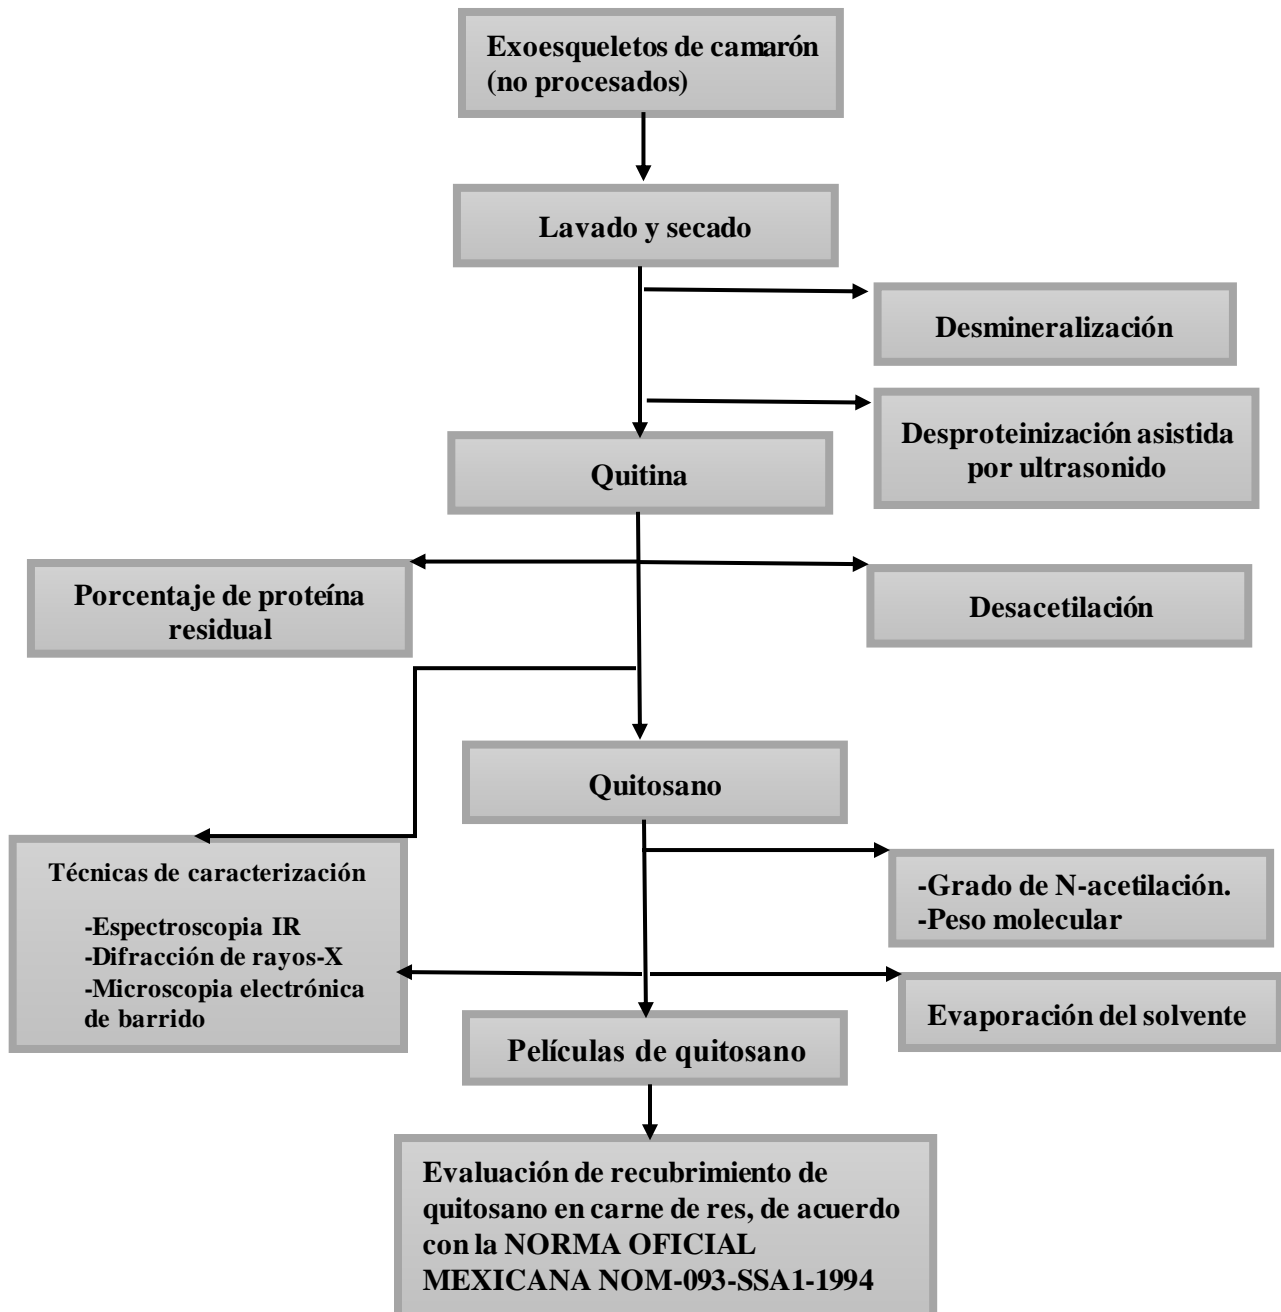 Exoesqueletos de camarón
(no procesados)
Lavado y secado
Desmineralización
Desproteinización asistida
por ultrasonido
Quitina
Porcentaje de proteína
residual
Desacetilación
Quitosano
Técnicas de caracterización
-Espectroscopia IR
-Difracción de rayos-X
-Microscopia electrónica
de barrido
-Grado de N-acetilación.
-Peso molecular
Evaporación del solvente
Películas de quitosano
Evaluación de recubrimiento de
quitosano en carne de res, de acuerdo
con la NORMA OFICIAL
MEXICANA NOM-093-SSA1-1994